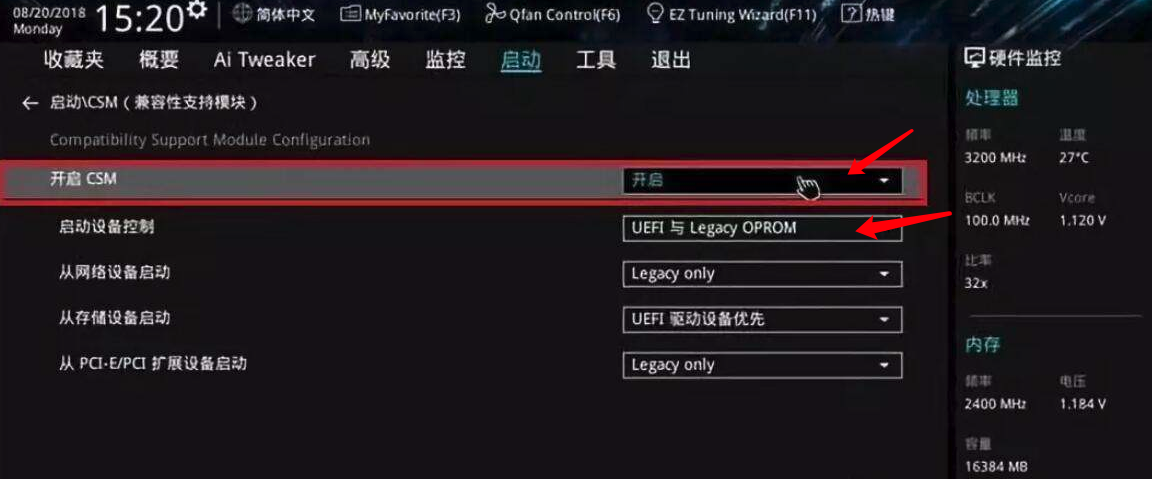 08/20/2018
Monday
15:20
简体中文
MyFavorite(F3)
Qfan Control(F6)
EZ Tuning Wizard(F11)
? 热键
收藏夹 概要 Ai Tweaker 高级 监控 启动 工具 退出
硬件监控
← 启动\CSM（兼容性支持模块）
Compatibility Support Module Configuration
开启 CSM 开启
启动设备控制 UEFI 与 Legacy OPROM
从网络设备启动 Legacy only
从存储设备启动 UEFI 驱动设备优先
从 PCI-E/PCI 扩展设备启动 Legacy only
处理器
频率 温度
3200 MHz 27°C
BCLK Vcore
100.0 MHz 1.120 V
比率
32x
内存
频率 电压
2400 MHz 1.184 V
容量
16384 MB